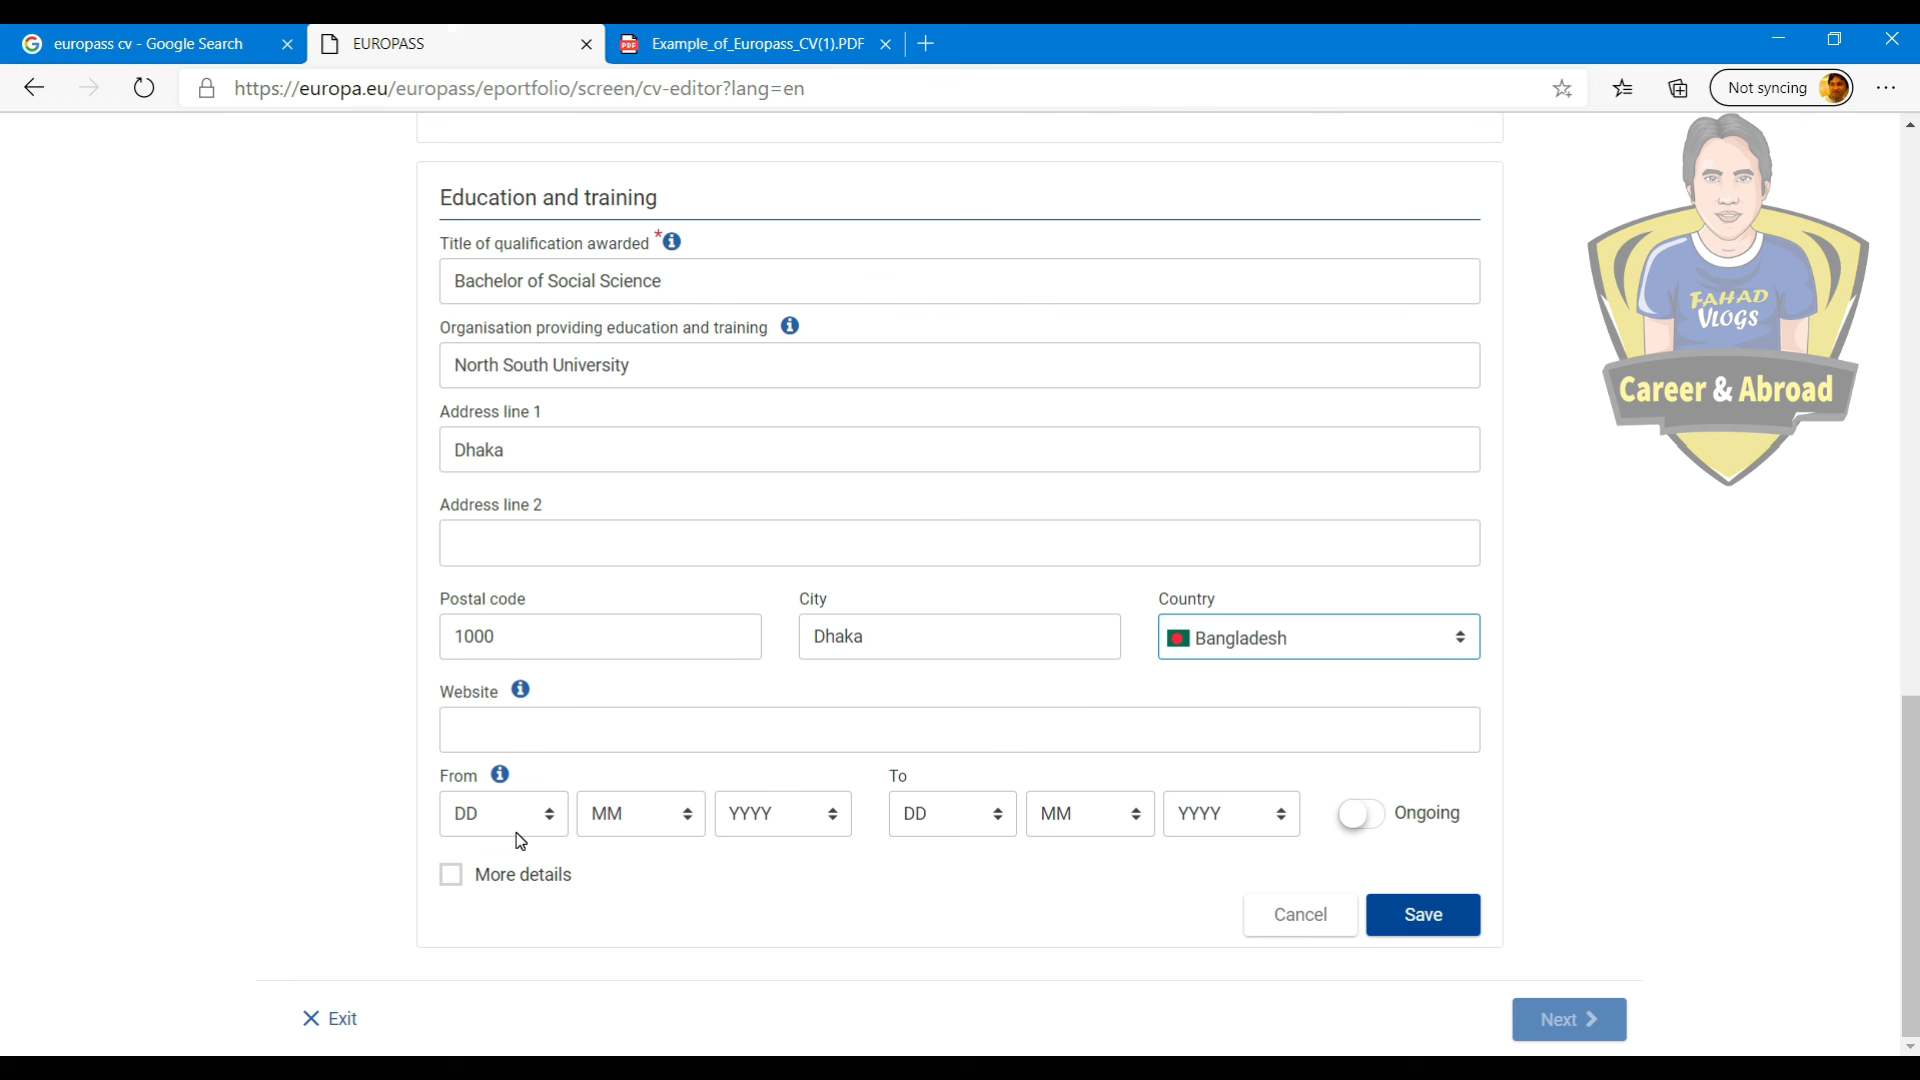 europass cv - Google Search
EUROPASS
PDF
Example_of_Europass_CV(1).PDF
https://europa.eu/europass/eportfolio/screen/cv-editor?lang=en
Not syncing
Education and training
Title of qualification awarded *
Bachelor of Social Science
Organisation providing education and training
North South University
Address line 1
Dhaka
Address line 2
Postal code City Country
1000 Dhaka Bangladesh
Website
From To
DD MM YYYY DD MM YYYY Ongoing
More details
Cancel Save
Exit Next
FAHAD
VLOGS
Career & Abroad